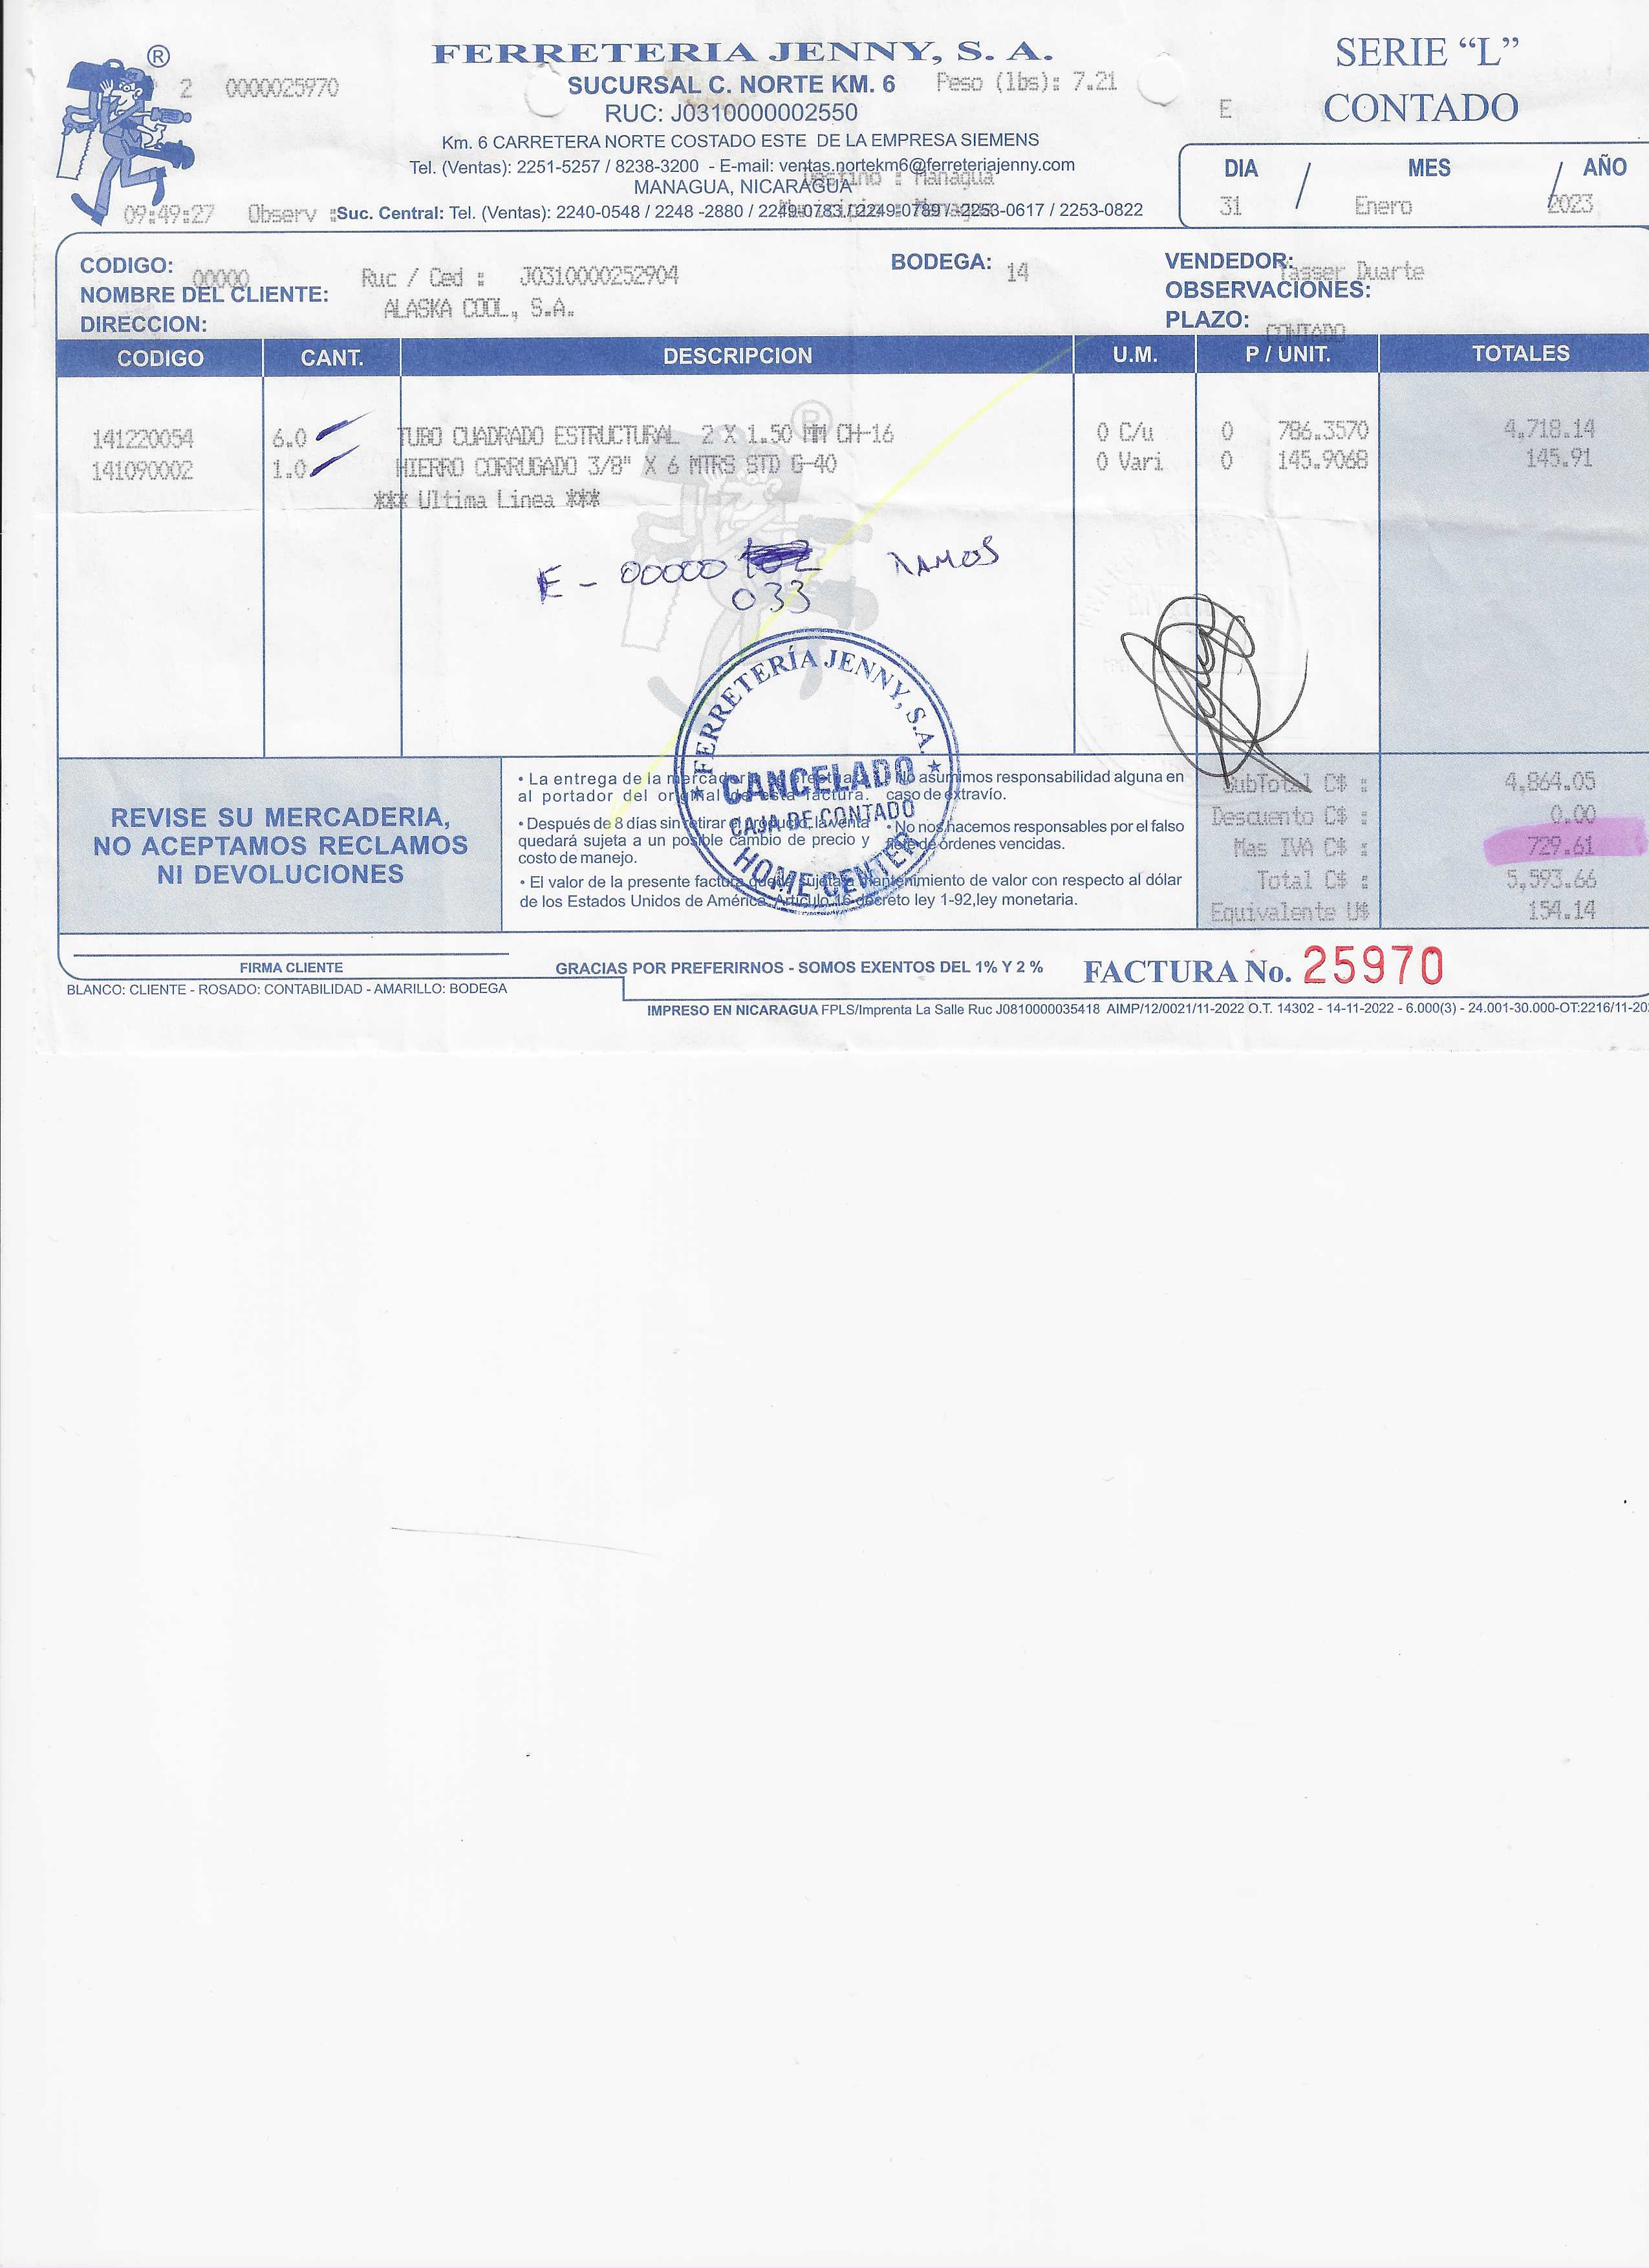 ®
FERRETERIA JENNY, S. A.
SERIE “L”
2 0000025970
SUCURSAL C. NORTE KM. 6
Peso (lbs): 7.21
E
CONTADO
RUC: J0310000002550
Km. 6 CARRETERA NORTE COSTADO ESTE DE LA EMPRESA SIEMENS
Tel. (Ventas): 2251-5257 / 8238-3200 - E-mail: ventas.nortekm6@ferreteriajenny.com
Destino : Managua
MANAGUA, NICARAGUA
DIA / MES / AÑO
31 Enero 2023
09:49:27 Observ :
Suc. Central: Tel. (Ventas): 2240-0548 / 2248 -2880 / 2249-0783 / 2249-0789 / 2253-0617 / 2253-0822
CODIGO: 00000
Ruc / Ced : J0310000252904
BODEGA: 14
VENDEDOR: Yasser Duarte
NOMBRE DEL CLIENTE: ALASKA COOL, S.A.
OBSERVACIONES:
DIRECCION:
PLAZO: CONTADO
CODIGO CANT. DESCRIPCION U.M. P / UNIT. TOTALES
141220054 6.0 TUBO CUADRADO ESTRUCTURAL 2 X 1.50 MM CH-16 0 C/u 0 786.3570 4,718.14
141090002 1.0 HIERRO CORRUGADO 3/8" X 6 MTRS STD G-40 0 Vari 0 145.9068 145.91
*** Ultima Linea ***
®
E - 00000 RAMOS
033
FERRETERÍA JENNY, S.A.
CANCELADO
CAJA DE CONTADO
HOME CENTER
REVISE SU MERCADERIA,
NO ACEPTAMOS RECLAMOS
NI DEVOLUCIONES
• La entrega de la mercadería efectua
al portador del original de esta factura.
• Después de 8 días sin retirar el producto, la venta
quedará sujeta a un posible cambio de precio y
costo de manejo.
• No asumimos responsabilidad alguna en
caso de extravío.
• No nos hacemos responsables por el falso
flete de órdenes vencidas.
• El valor de la presente factura queda sujeta a mantenimiento de valor con respecto al dólar
de los Estados Unidos de América. Artículo 16 decreto ley 1-92,ley monetaria.
SubTotal C$ : 4,864.05
Descuento C$ : 0.00
Mas IVA C$ : 729.61
Total C$ : 5,593.66
Equivalente U$ 154.14
FIRMA CLIENTE
GRACIAS POR PREFERIRNOS - SOMOS EXENTOS DEL 1% Y 2 %
FACTURA No. 25970
BLANCO: CLIENTE - ROSADO: CONTABILIDAD - AMARILLO: BODEGA
IMPRESO EN NICARAGUA FPLS/Imprenta La Salle Ruc J0810000035418 AIMP/12/0021/11-2022 O.T. 14302 - 14-11-2022 - 6.000(3) - 24.001-30.000-OT:2216/11-20